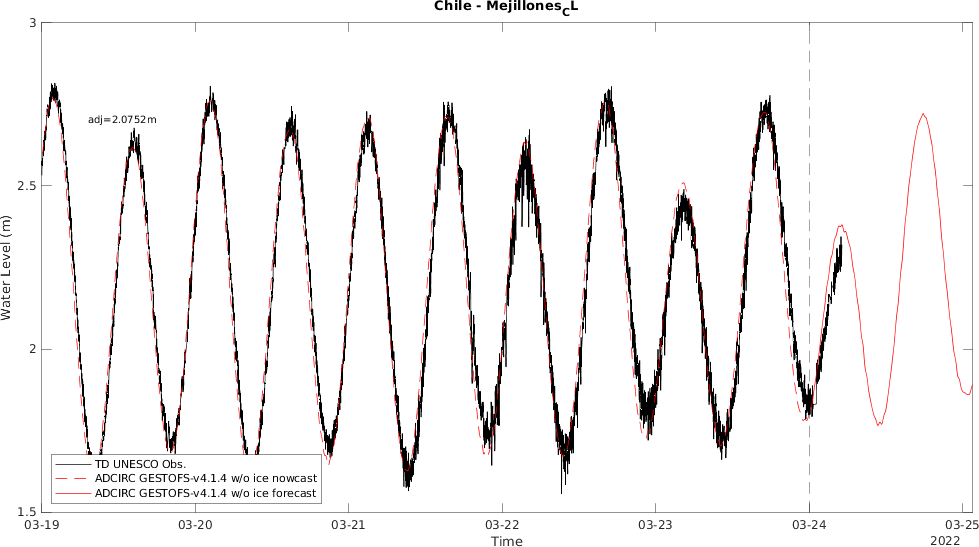 Chile - Mejillones_CL
3
adj=2.0752m
2.5
Water Level (m)
2
TD UNESCO Obs.
ADCIRC GESTOFS-v4.1.4 w/o ice nowcast
ADCIRC GESTOFS-v4.1.4 w/o ice forecast
1.5
03-19 03-20 03-21 03-22 03-23 03-24 03-25
Time 2022